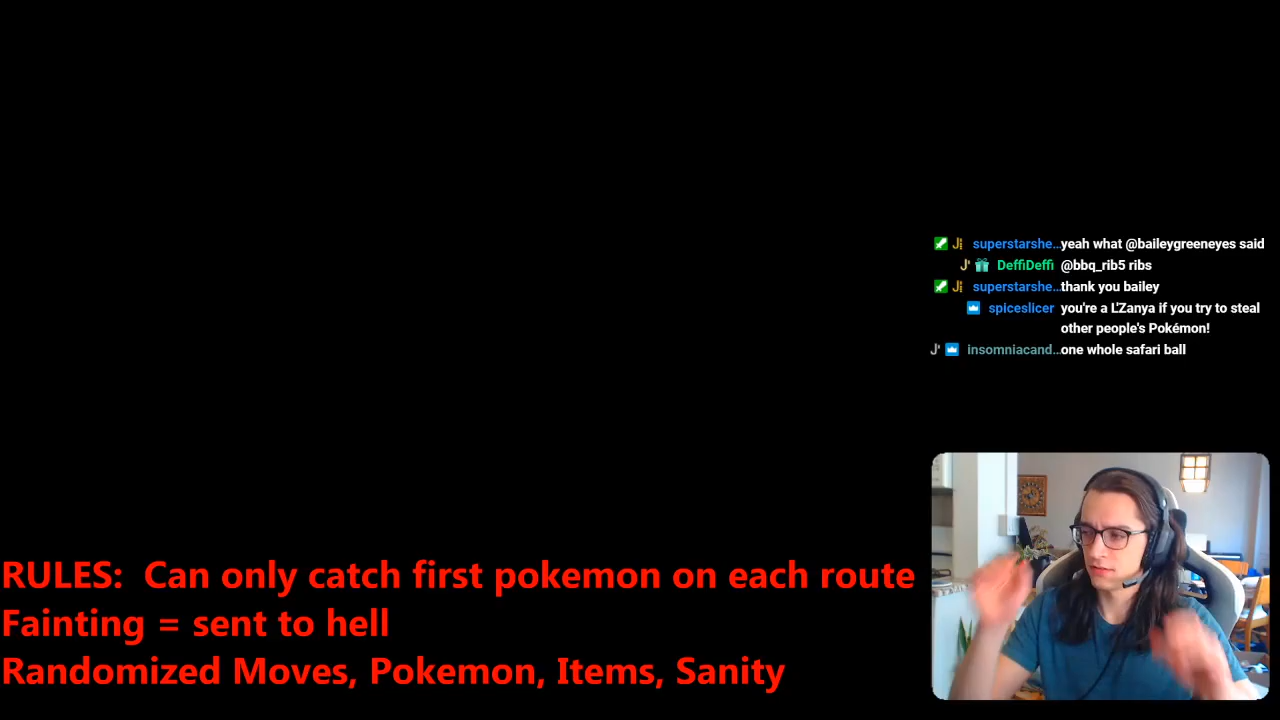 superstarshe… yeah what @baileygreeneyes said
DeffiDeffi @bbq_rib5 ribs
superstarshe… thank you bailey
spiceslicer you're a L'Zanya if you try to steal
other people's Pokémon!
insomniacand… one whole safari ball
RULES:  Can only catch first pokemon on each route
Fainting = sent to hell
Randomized Moves, Pokemon, Items, Sanity